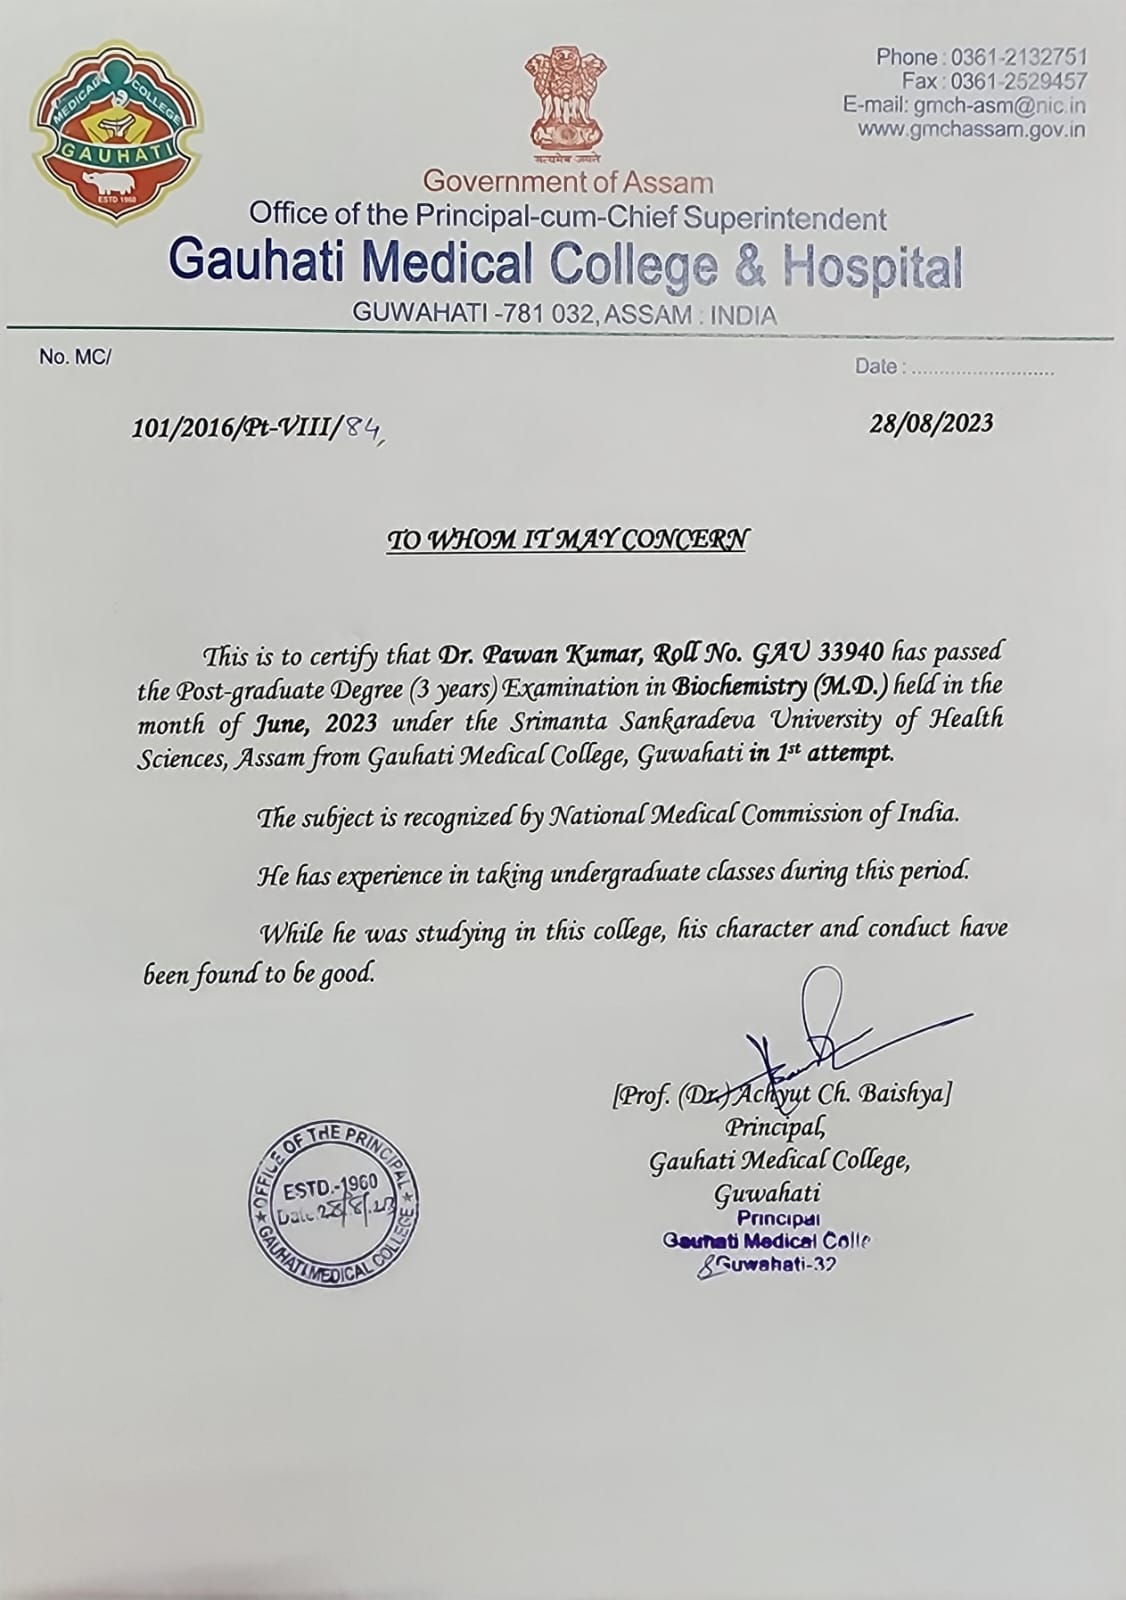 MEDICAL COLLEGE
GAUHATI
ESTD 1960
सत्यमेव जयते
Phone : 0361-2132751
Fax : 0361-2529457
E-mail: gmch-asm@nic.in
www.gmchassam.gov.in
Government of Assam
Office of the Principal-cum-Chief Superintendent
Gauhati Medical College & Hospital
GUWAHATI -781 032, ASSAM : INDIA
No. MC/
Date : ..........................
101/2016/Pt-VIII/84,
28/08/2023
TO WHOM IT MAY CONCERN
This is to certify that Dr. Pawan Kumar, Roll No. GAU 33940 has passed
the Post-graduate Degree (3 years) Examination in Biochemistry (M.D.) held in the
month of June, 2023 under the Srimanta Sankaradeva University of Health
Sciences, Assam from Gauhati Medical College, Guwahati in 1st attempt.
The subject is recognized by National Medical Commission of India.
He has experience in taking undergraduate classes during this period.
While he was studying in this college, his character and conduct have
been found to be good.
[Prof. (Dr.) Achyut Ch. Baishya]
Principal,
Gauhati Medical College,
Guwahati
Principal
Gauhati Medical Colle
Guwahati-32
OFFICE OF THE PRINCIPAL
ESTD.-1960
Date 28/8/23
GAUHATI MEDICAL COLLEGE